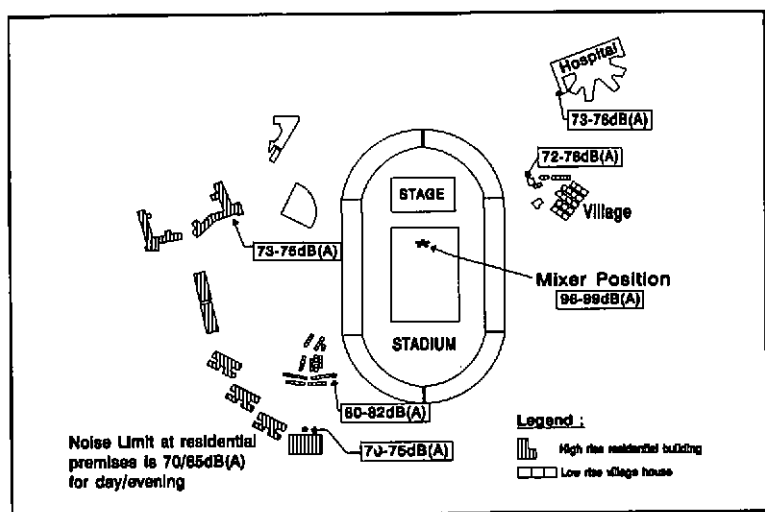 Hospital
73-76dB(A)
72-76dB(A)
Village
STAGE
73-75dB(A)
Mixer Position
96-99dB(A)
STADIUM
80-82dB(A)
70-75dB(A)
Noise Limit at residential
premises is 70/65dB(A)
for day/evening
Legend :
High rise residential building
Low rise village house